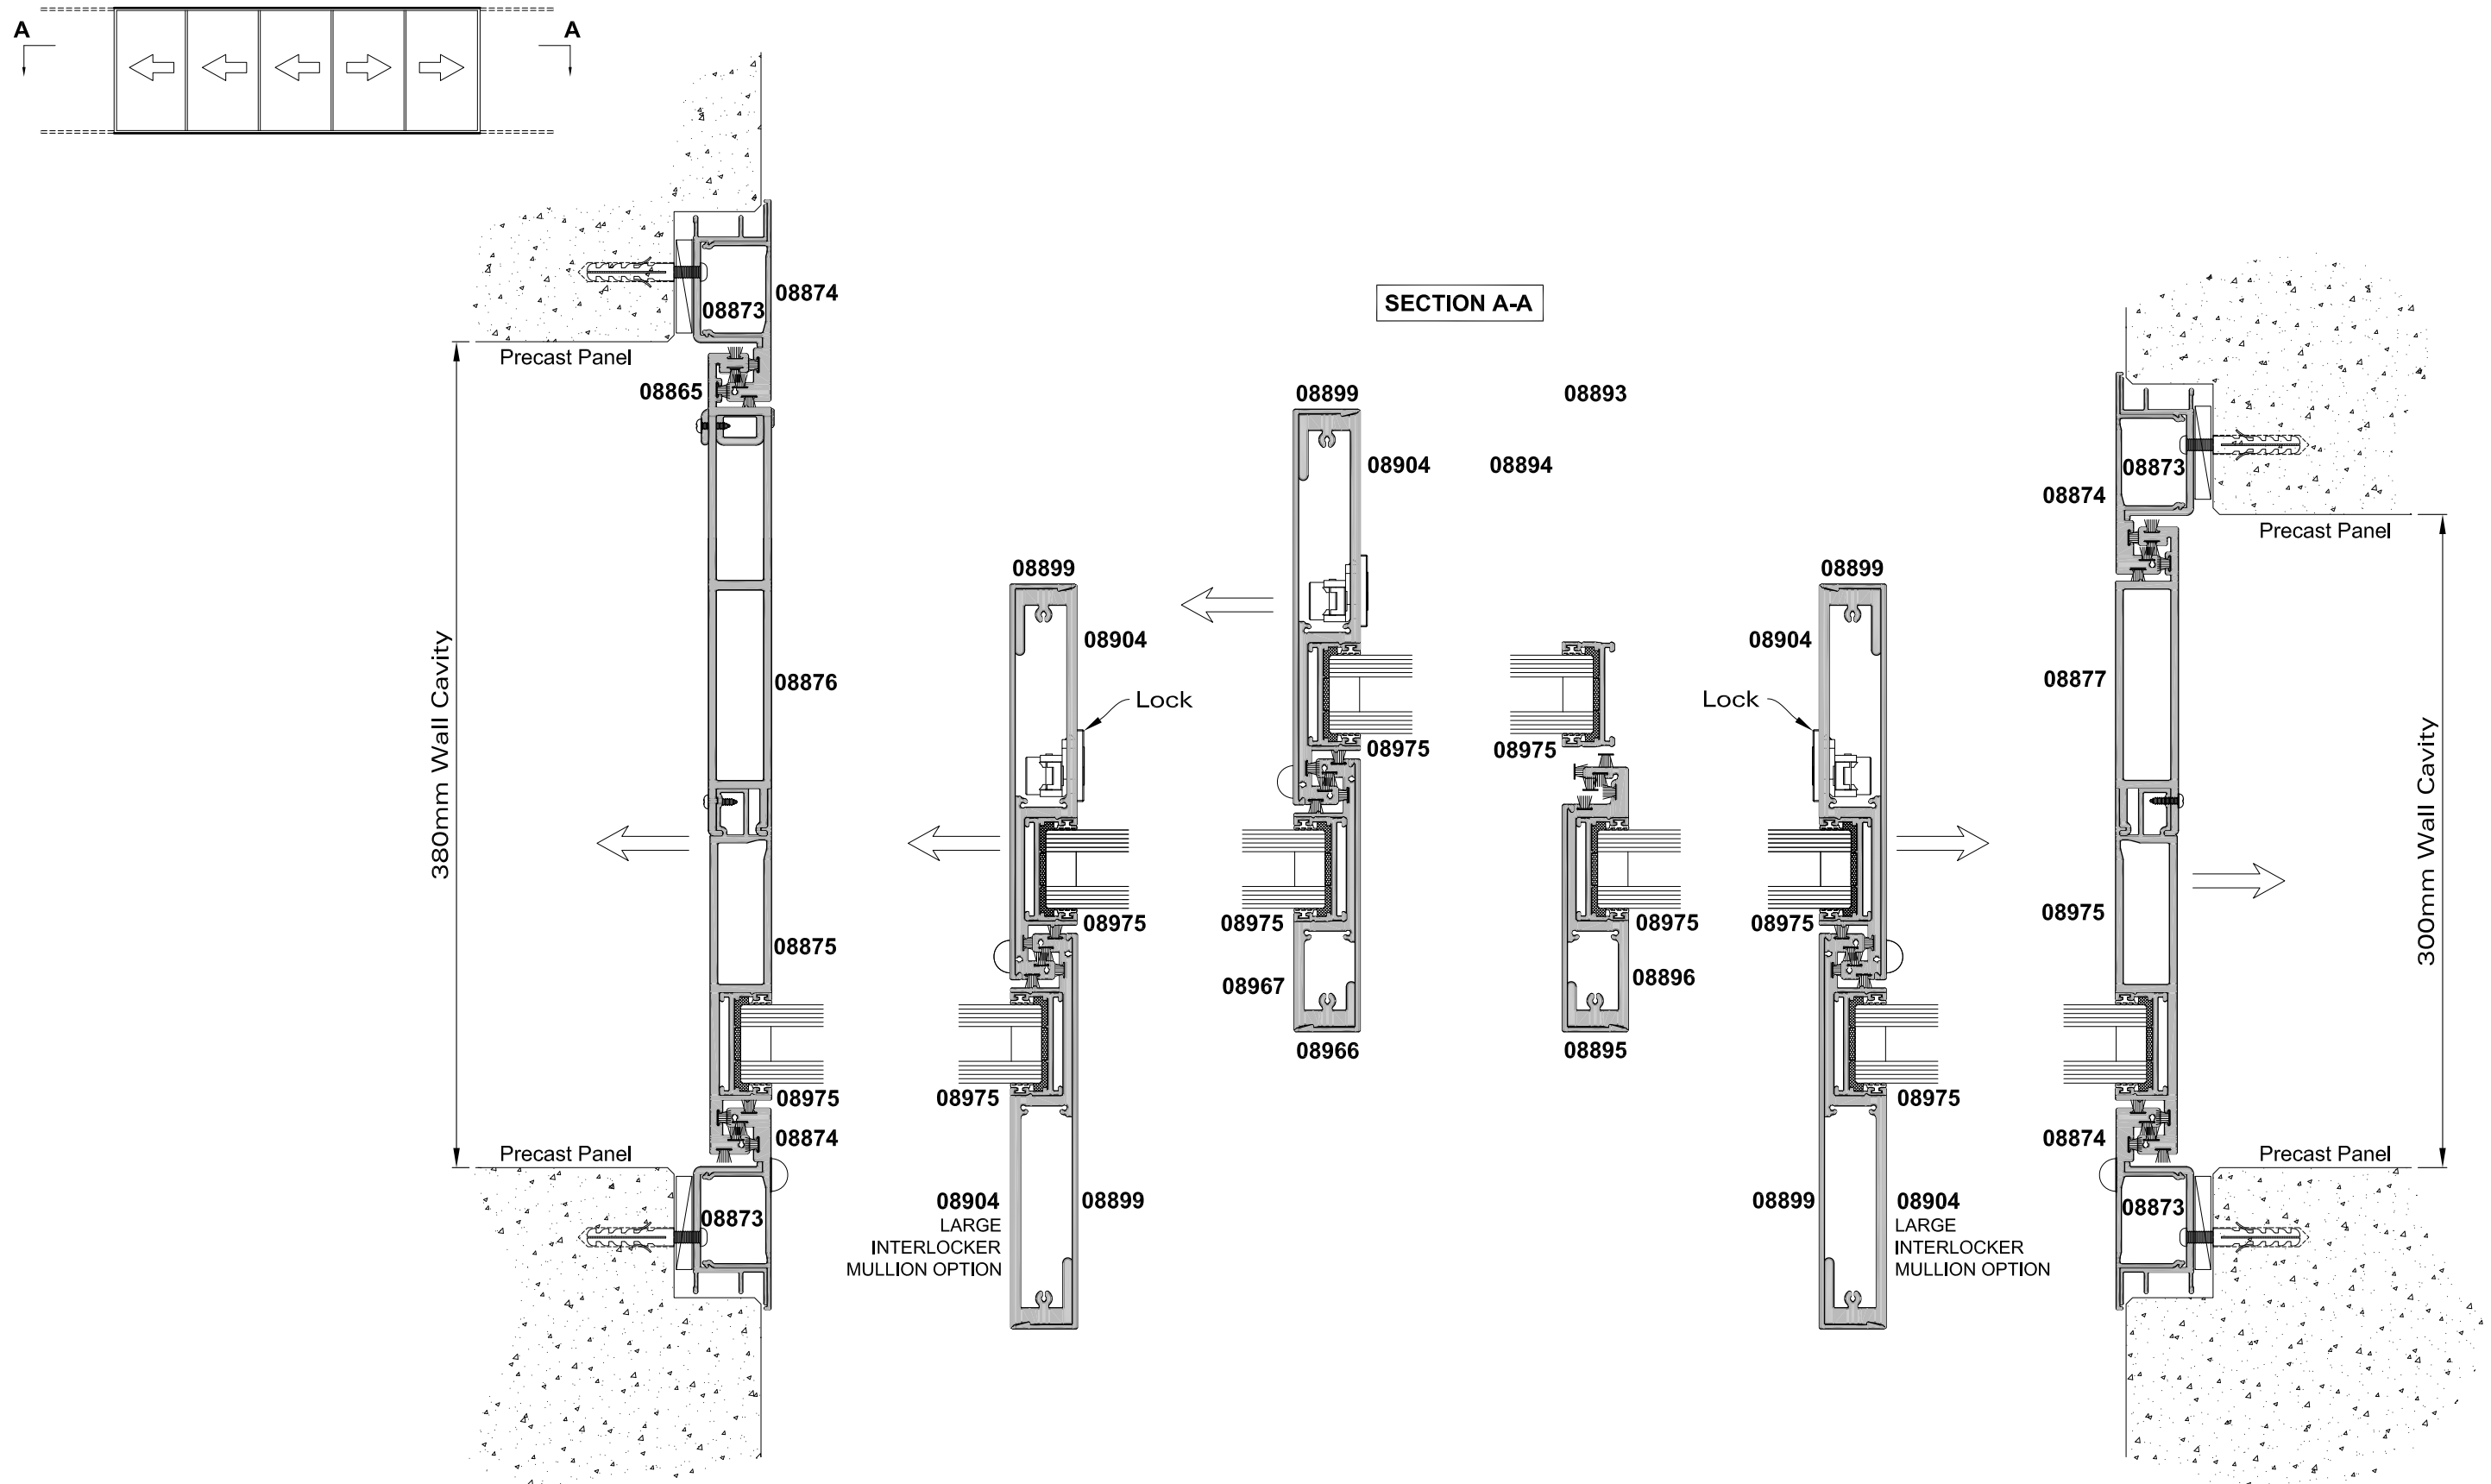 A
A
SECTION A-A
08873
08874
Precast Panel
08865
380mm Wall Cavity
08876
08875
08975
08874
Precast Panel
08873
08899
08904
Lock
08975
08975
08904
LARGE
INTERLOCKER
MULLION OPTION
08899
08899
08904
08975
08975
08967
08966
08893
08894
08975
08975
08896
08895
08899
08904
Lock
08975
08975
08899
08904
LARGE
INTERLOCKER
MULLION OPTION
08873
08874
Precast Panel
08877
08975
300mm Wall Cavity
08874
Precast Panel
08873